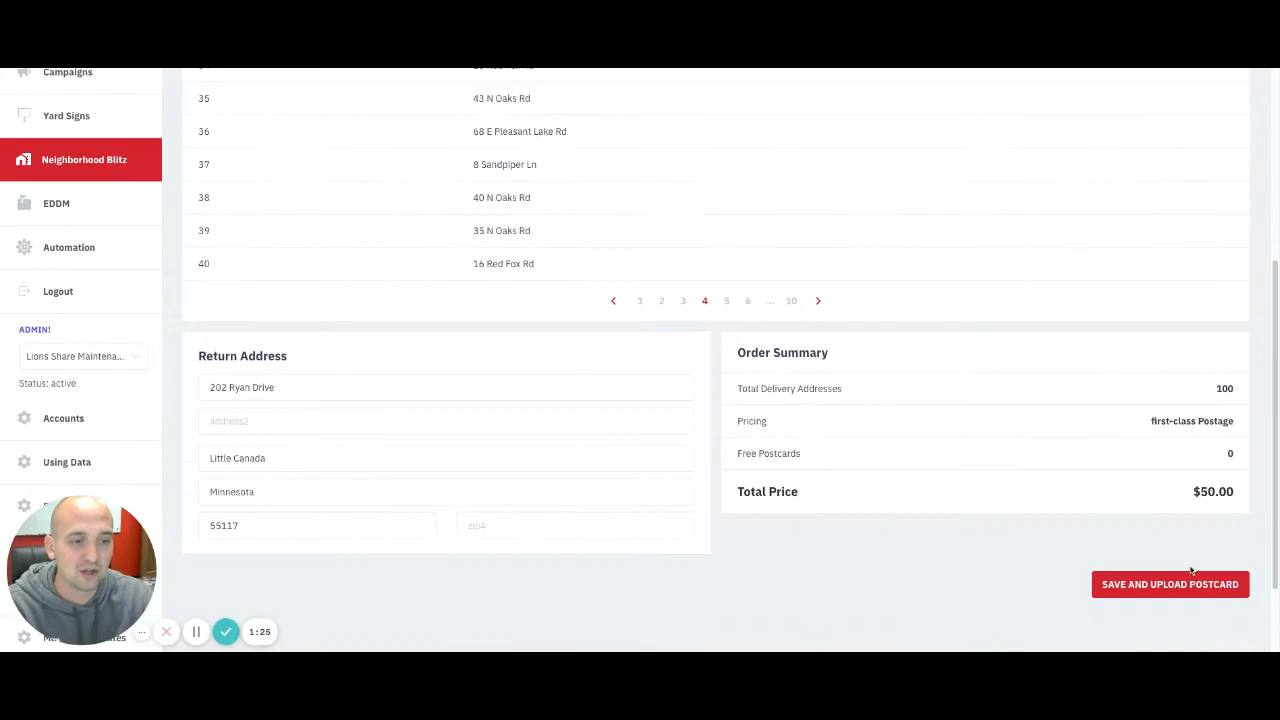 Campaigns
Yard Signs
Neighborhood Blitz
EDDM
Automation
Logout
ADMIN!
Lions Share Maintena...
Status: active
Accounts
Using Data
35 43 N Oaks Rd
36 68 E Pleasant Lake Rd
37 8 Sandpiper Ln
38 40 N Oaks Rd
39 35 N Oaks Rd
40 16 Red Fox Rd
1 2 3 4 5 6 ... 10
Return Address
202 Ryan Drive
address2
Little Canada
Minnesota
55117 zip4
Order Summary
Total Delivery Addresses 100
Pricing first-class Postage
Free Postcards 0
Total Price $50.00
SAVE AND UPLOAD POSTCARD
1:25